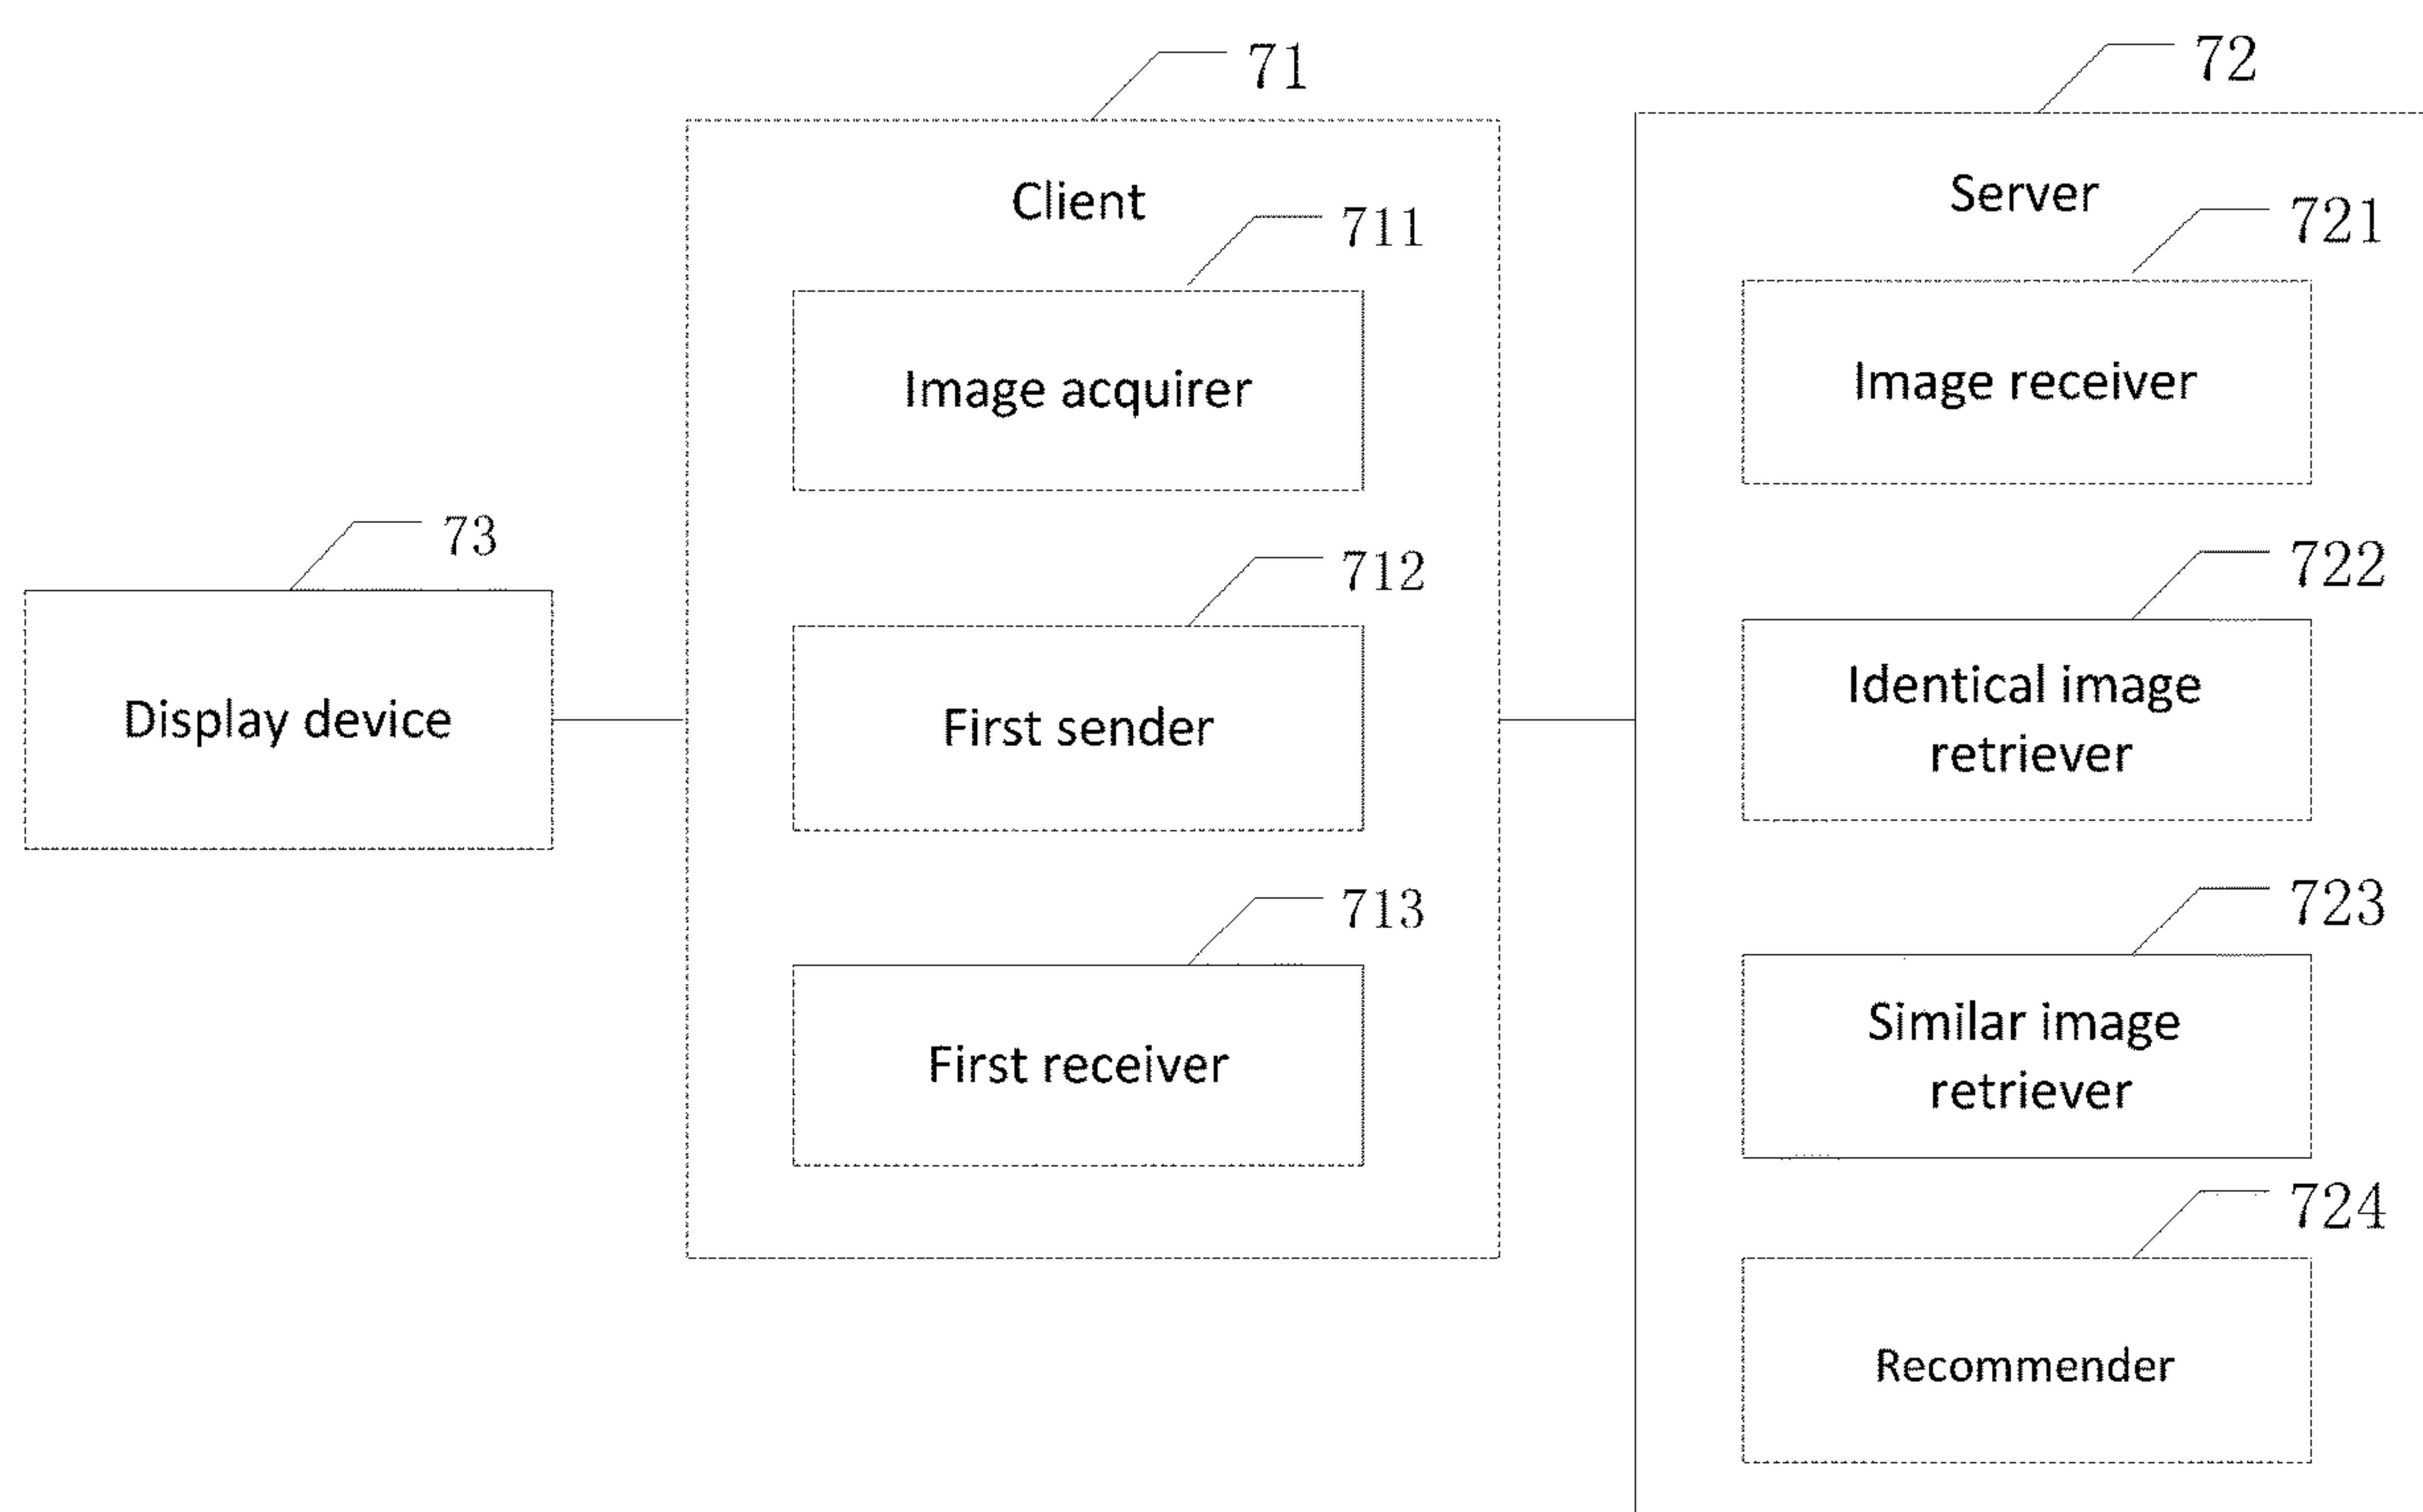 71
72
Client
Server
711
721
Image acquirer
Image receiver
73
712
722
Display device
First sender
Identical image
retriever
713
723
First receiver
Similar image
retriever
724
Recommender